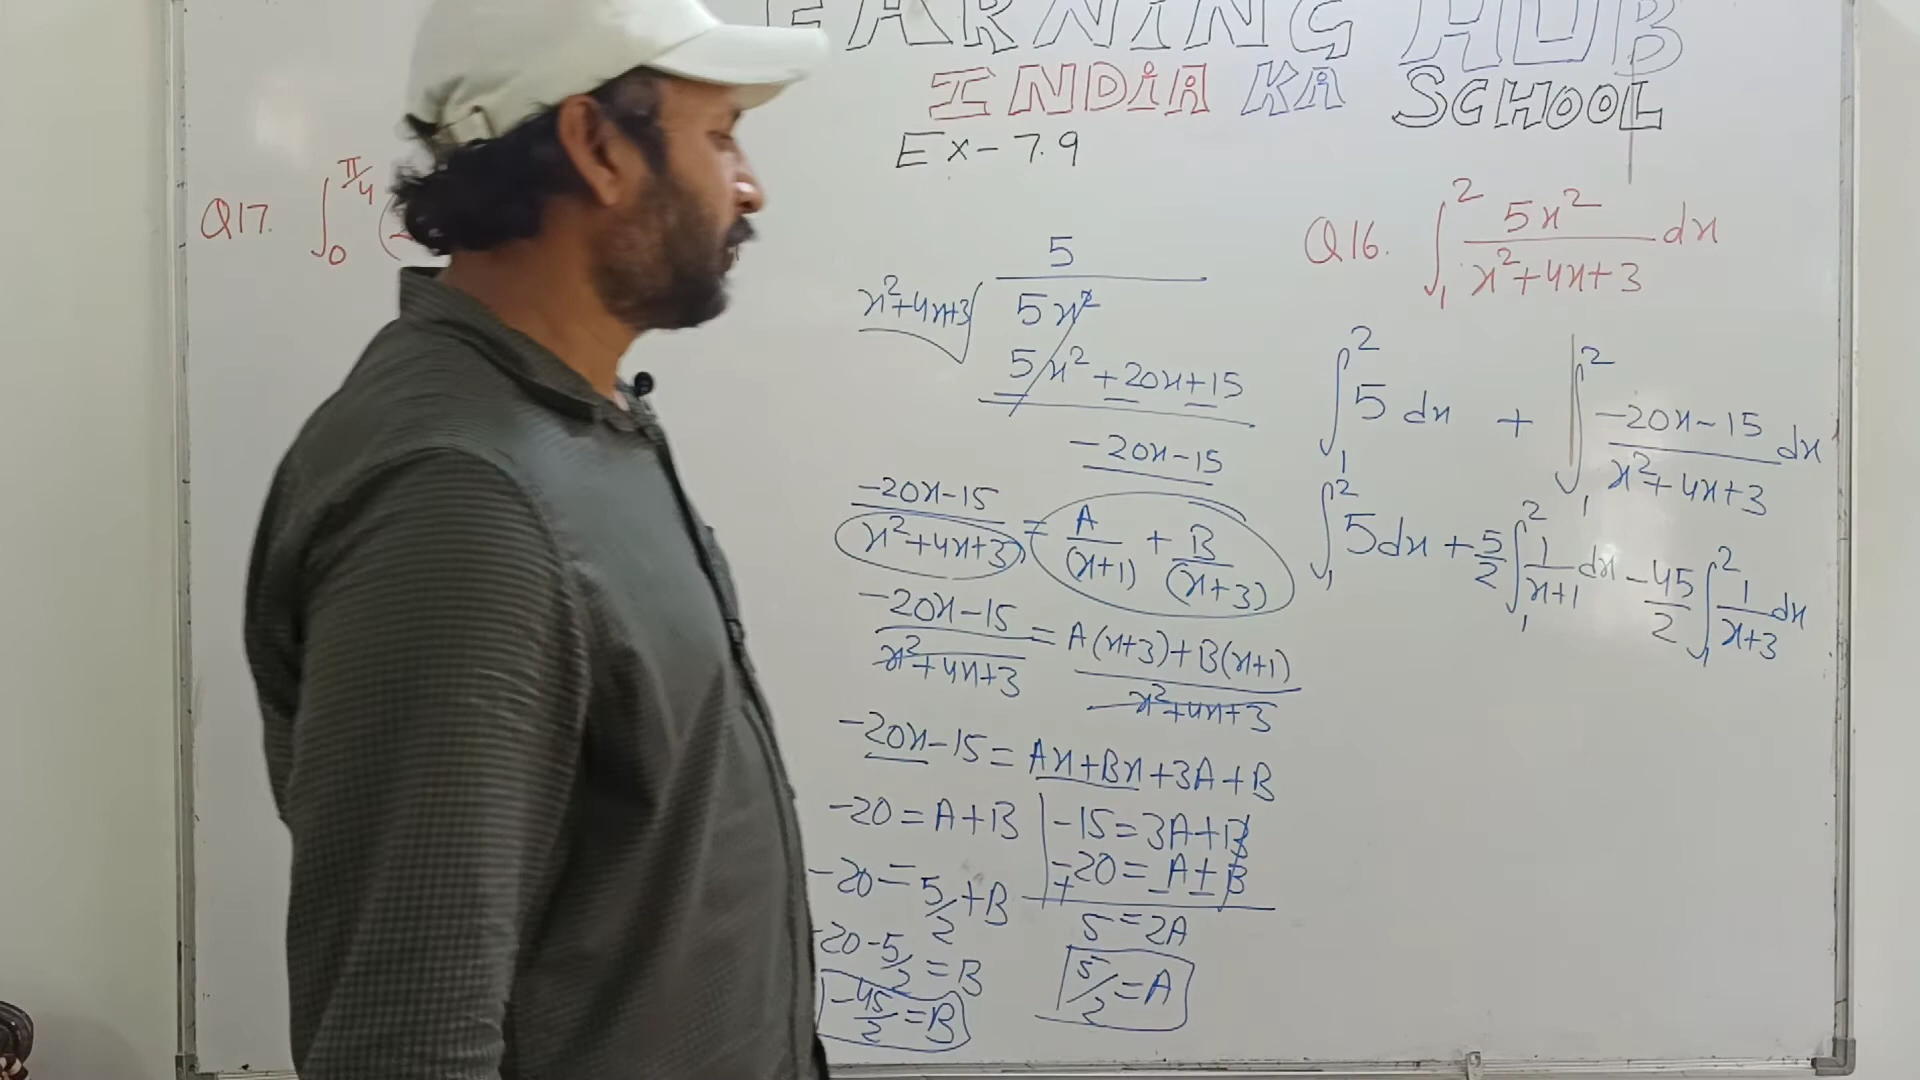 EARNING HUB
INDIA KA SCHOOL
Ex-7.9
Q17. ∫₀^π/4 (2
5
x²+4x+3
5x²
5x²+20x+15
-20x-15
(-20x-15)/(x²+4x+3) = A/(x+1) + B/(x+3)
(-20x-15)/(x²+4x+3) = (A(x+3)+B(x+1))/(x²+4x+3)
-20x-15=Ax+Bx+3A+B
-20=A+B
-20=5/2+B
-20-5/2=B
-45/2=B
-15=3A+B
-20=A+B
- +
5=2A
5/2=A
Q16. ∫₁² 5x²/(x²+4x+3) dx
∫₁² 5 dx + ∫₁² (-20x-15)/(x²+4x+3) dx
∫₁² 5dx + 5/2 ∫₁² 1/(x+1) dx - 45/2 ∫₁² 1/(x+3) dx